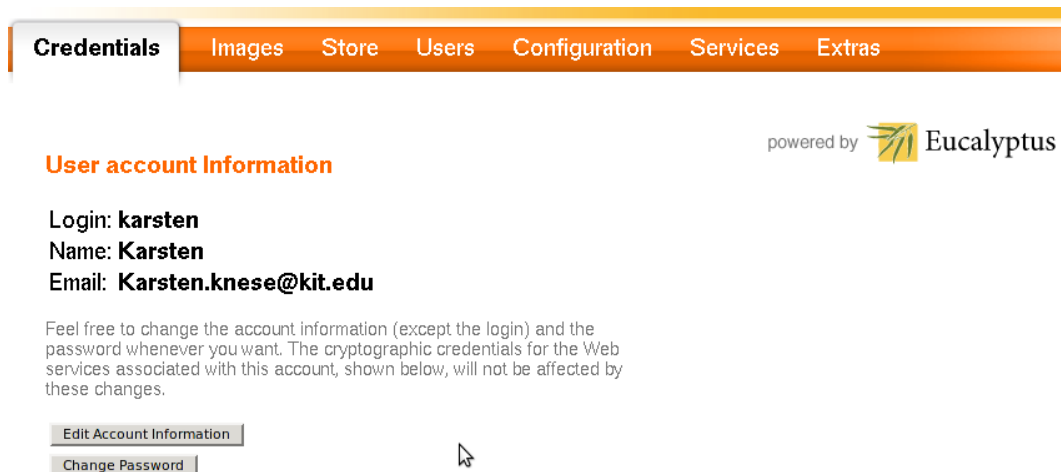 Credentials Images Store Users Configuration Services Extras
powered by Eucalyptus
User account Information
Login: karsten
Name: Karsten
Email: Karsten.knese@kit.edu
Feel free to change the account information (except the login) and the
password whenever you want. The cryptographic credentials for the Web
services associated with this account, shown below, will not be affected by
these changes.
Edit Account Information
Change Password